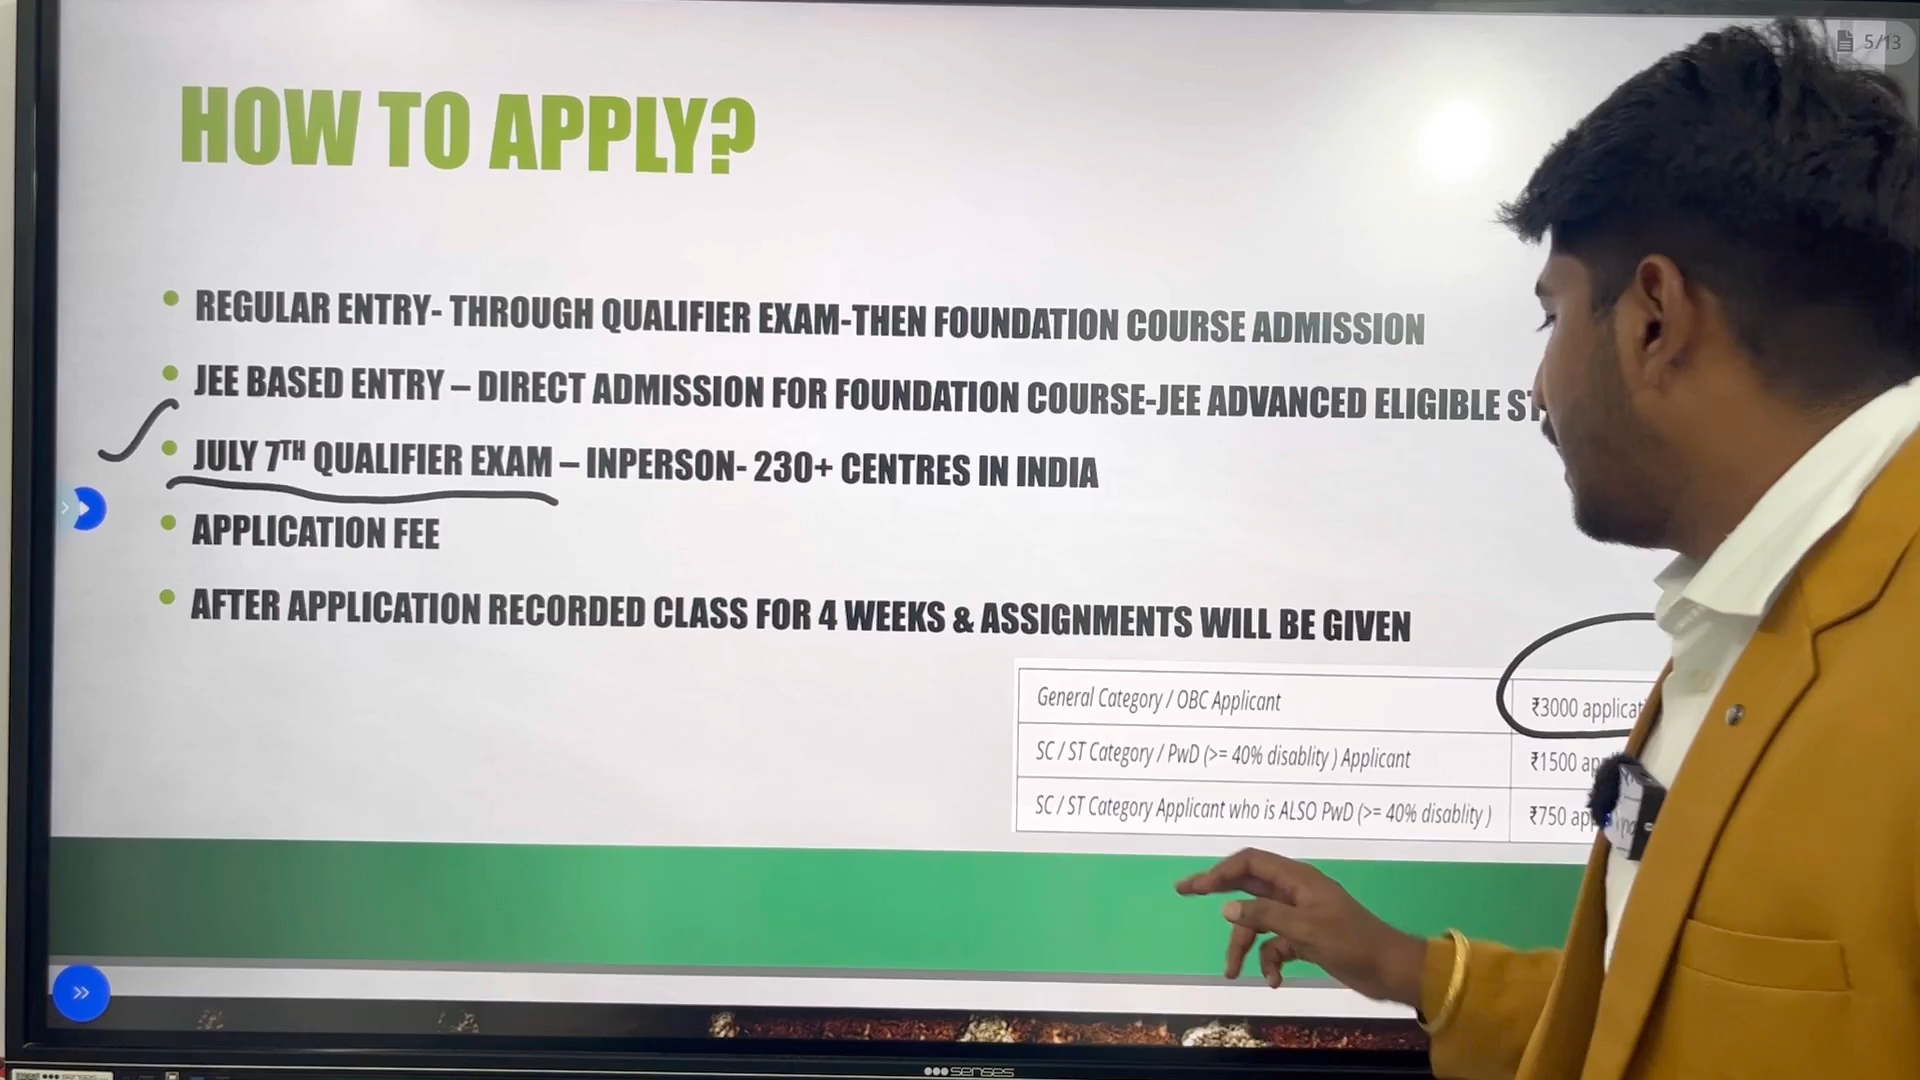 5/13
HOW TO APPLY?
• REGULAR ENTRY- THROUGH QUALIFIER EXAM-THEN FOUNDATION COURSE ADMISSION
• JEE BASED ENTRY – DIRECT ADMISSION FOR FOUNDATION COURSE-JEE ADVANCED ELIGIBLE
• JULY 7TH QUALIFIER EXAM – INPERSON- 230+ CENTRES IN INDIA
• APPLICATION FEE
• AFTER APPLICATION RECORDED CLASS FOR 4 WEEKS & ASSIGNMENTS WILL BE GIVEN
General Category / OBC Applicant ₹3000
SC / ST Category / PwD (>= 40% disablity ) Applicant ₹1500
SC / ST Category Applicant who is ALSO PwD (>= 40% disablity ) ₹750
senses